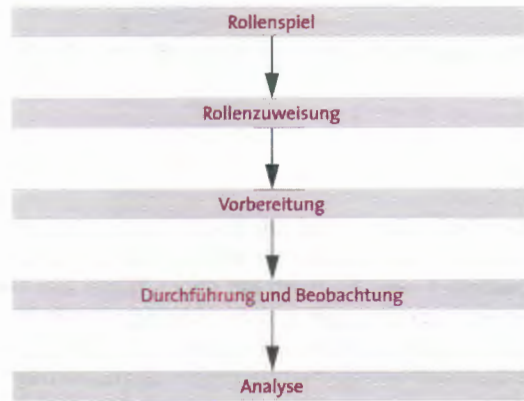 Rollenspiel
Rollenzuweisung
Vorbereitung
Durchführung und Beobachtung
Analyse